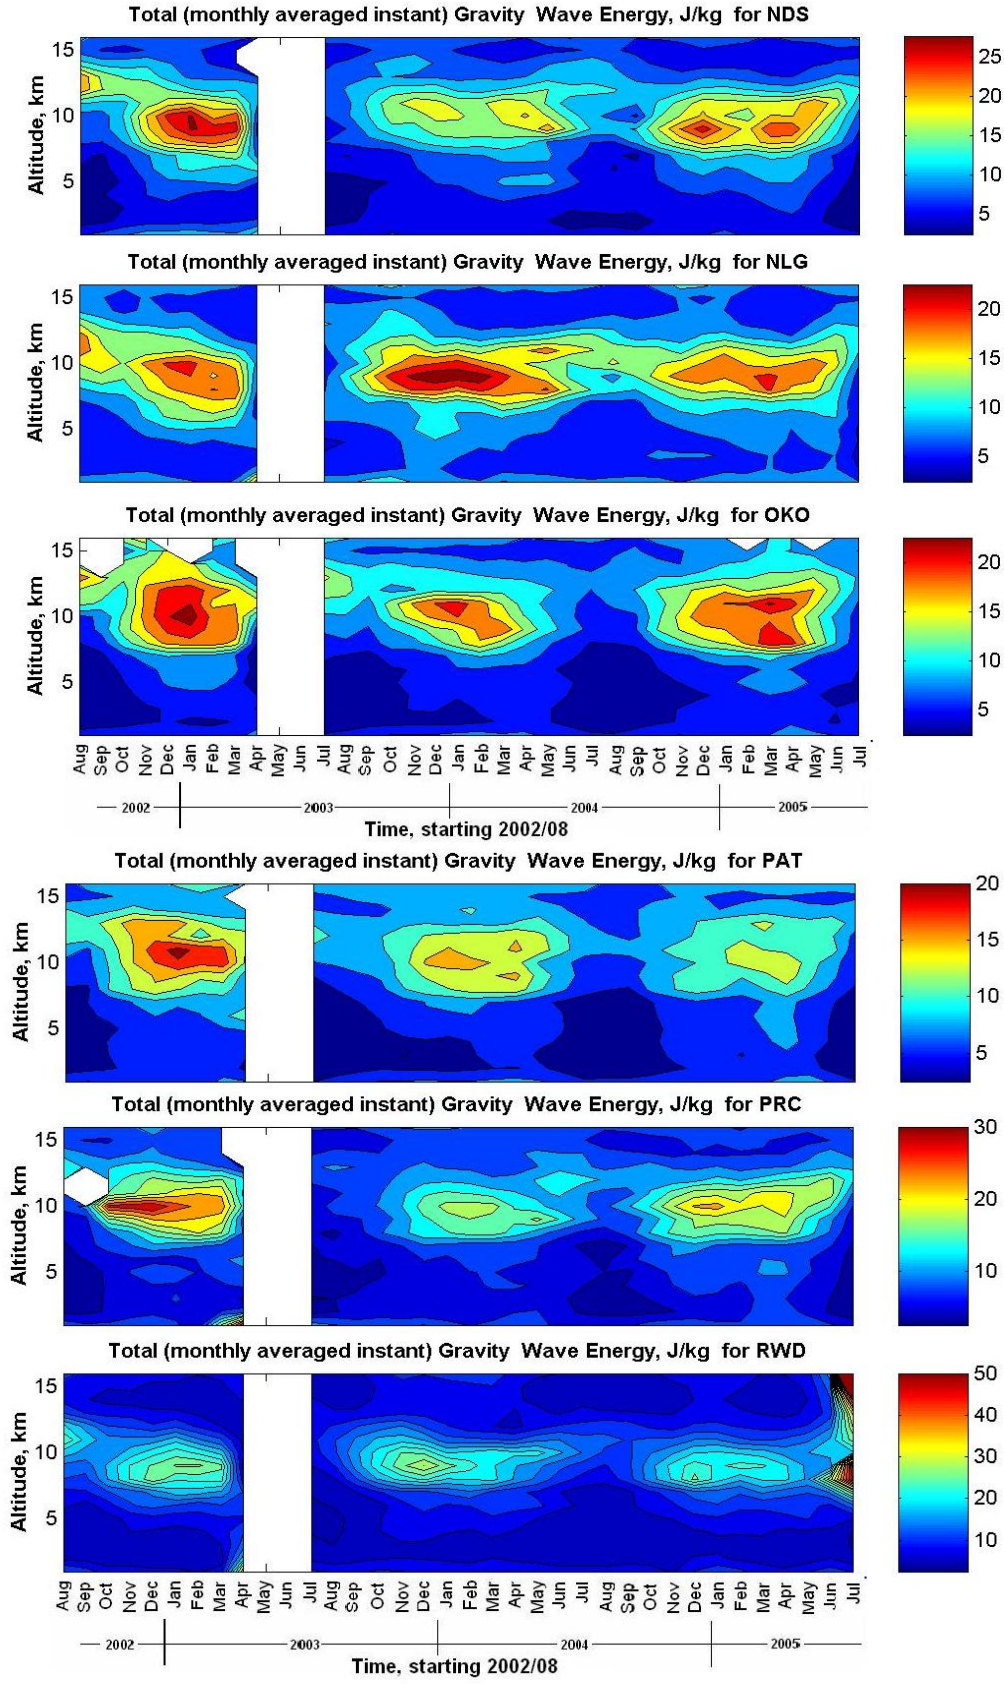 Total (monthly averaged instant) Gravity Wave Energy, J/kg for NDS
Altitude, km
15
10
5
25
20
15
10
5
Total (monthly averaged instant) Gravity Wave Energy, J/kg for NLG
Altitude, km
15
10
5
20
15
10
5
Total (monthly averaged instant) Gravity Wave Energy, J/kg for OKO
Altitude, km
15
10
5
20
15
10
5
Aug Sep Oct Nov Dec Jan Feb Mar Apr May Jun Jul Aug Sep Oct Nov Dec Jan Feb Mar Apr May Jun Jul Aug Sep Oct Nov Dec Jan Feb Mar Apr May Jun Jul
2002 2003 2004 2005
Time, starting 2002/08
Total (monthly averaged instant) Gravity Wave Energy, J/kg for PAT
Altitude, km
15
10
5
20
15
10
5
Total (monthly averaged instant) Gravity Wave Energy, J/kg for PRC
Altitude, km
15
10
5
30
20
10
Total (monthly averaged instant) Gravity Wave Energy, J/kg for RWD
Altitude, km
15
10
5
50
40
30
20
10
Aug Sep Oct Nov Dec Jan Feb Mar Apr May Jun Jul Aug Sep Oct Nov Dec Jan Feb Mar Apr May Jun Jul Aug Sep Oct Nov Dec Jan Feb Mar Apr May Jun Jul
2002 2003 2004 2005
Time, starting 2002/08